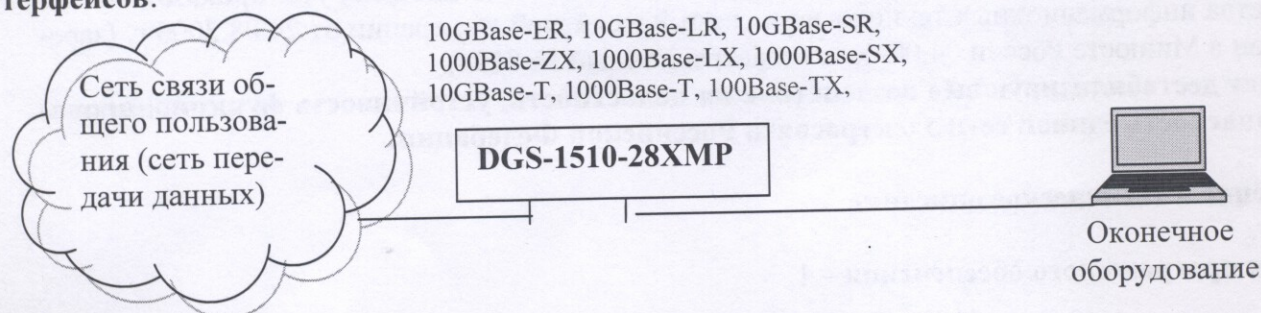 терфейсов:
10GBase-ER, 10GBase-LR, 10GBase-SR,
1000Base-ZX, 1000Base-LX, 1000Base-SX,
10GBase-T, 1000Base-T, 100Base-TX
Сеть связи об-
щего пользова-
ния (сеть пере-
дачи данных)
DGS-1510-28XMP
Оконечное
оборудование